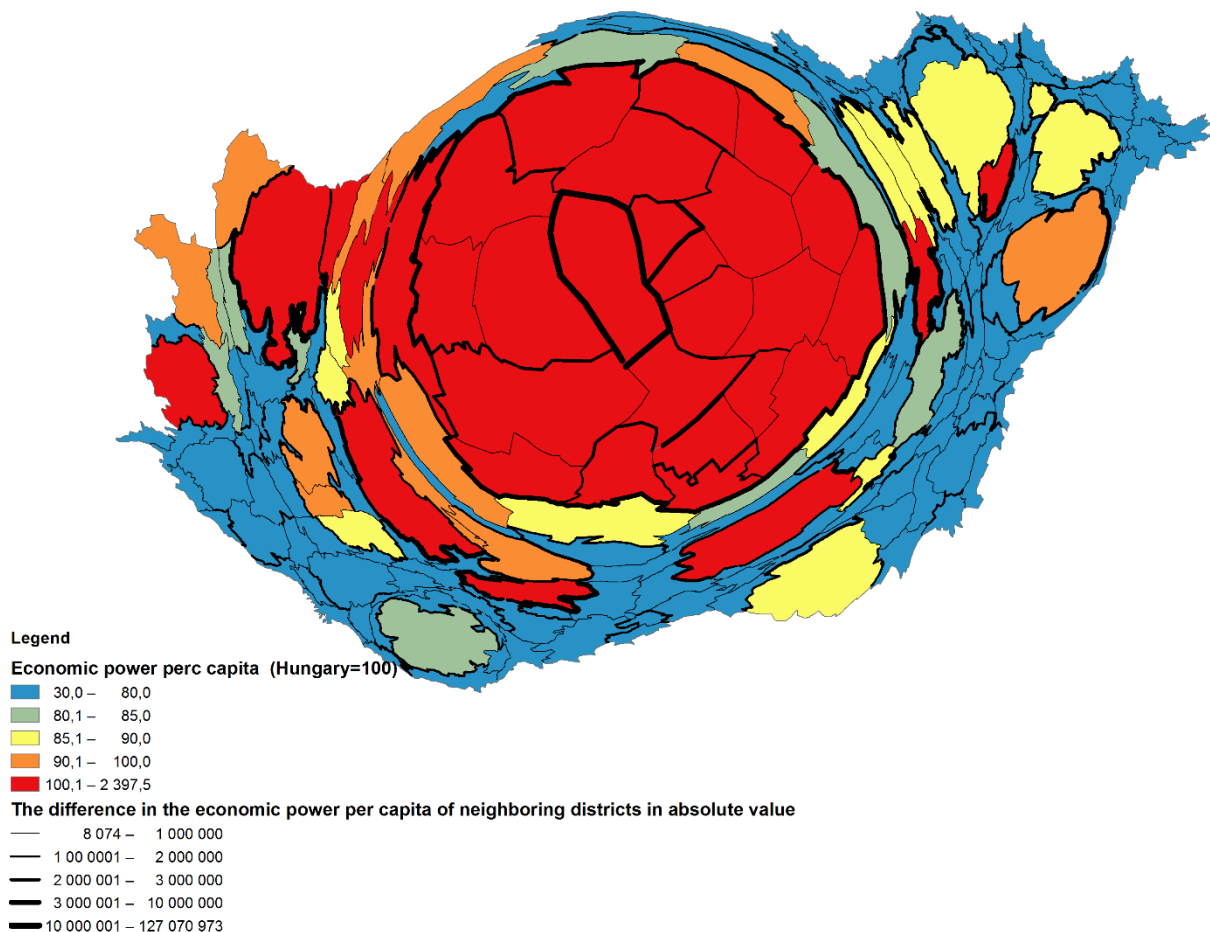 Legend
Economic power perc capita (Hungary=100)
30,0 – 80,0
80,1 – 85,0
85,1 – 90,0
90,1 – 100,0
100,1 – 2 397,5
The difference in the economic power per capita of neighboring districts in absolute value
8 074 – 1 000 000
1 00 0001 – 2 000 000
2 000 001 – 3 000 000
3 000 001 – 10 000 000
10 000 001 – 127 070 973